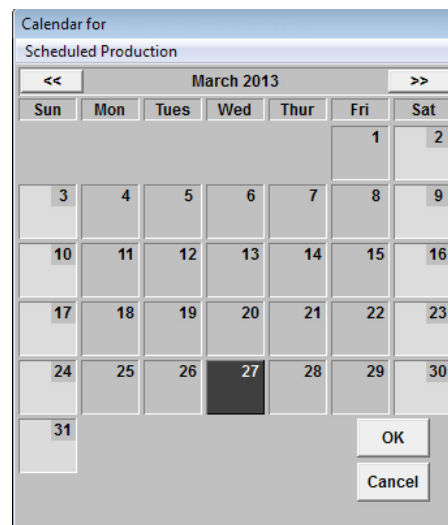 Calendar for
Scheduled Production
<< March 2013 >>
Sun Mon Tues Wed Thur Fri Sat
1 2
3 4 5 6 7 8 9
10 11 12 13 14 15 16
17 18 19 20 21 22 23
24 25 26 27 28 29 30
31 OK
Cancel